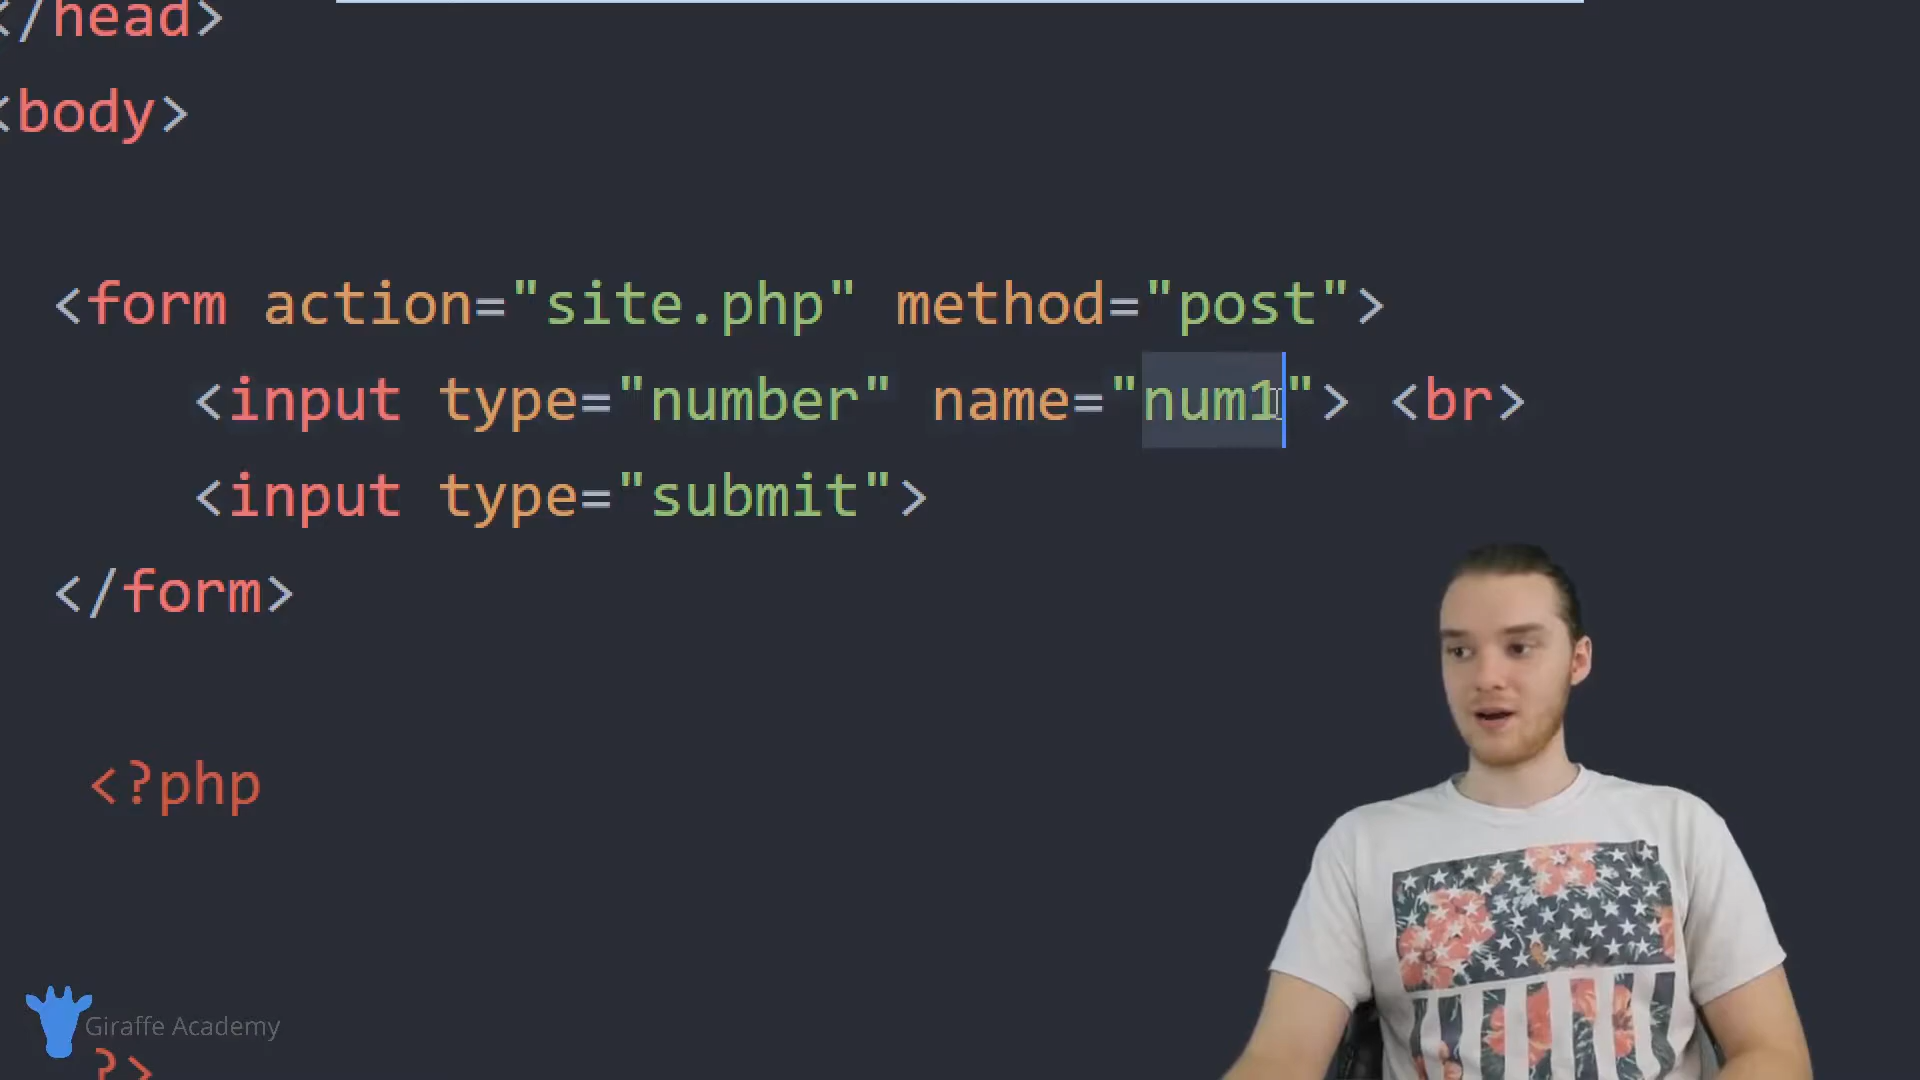 </head>
<body>
<form action="site.php" method="post">
<input type="number" name="num1"> <br>
<input type="submit">
</form>
<?php
Giraffe Academy
?>